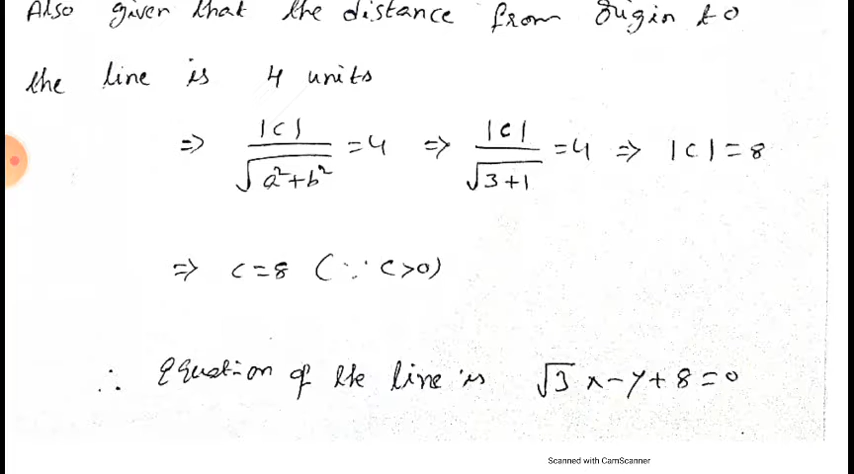 Also given that the distance from origin to
the line is 4 units
=> |c| / √(a²+b²) = 4 => |c| / √(3+1) = 4 => |c| = 8
=> c = 8 (∵ c>0)
∴ Equation of the line is √3 x - y + 8 = 0
Scanned with CamScanner